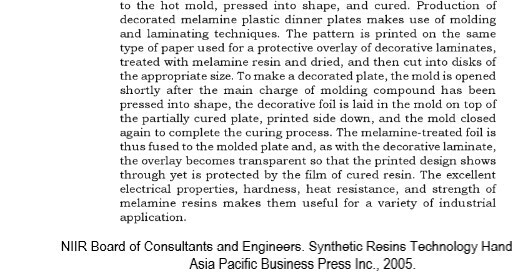 to the hot mold, pressed into shape, and cured. Production of
decorated melamine plastic dinner plates makes use of molding
and laminating techniques. The pattern is printed on the same
type of paper used for a protective overlay of decorative laminates,
treated with melamine resin and dried, and then cut into disks of
the appropriate size. To make a decorated plate, the mold is opened
shortly after the main charge of molding compound has been
pressed into shape, the decorative foil is laid in the mold on top of
the partially cured plate, printed side down, and the mold closed
again to complete the curing process. The melamine-treated foil is
thus fused to the molded plate and, as with the decorative laminate,
the overlay becomes transparent so that the printed design shows
through yet is protected by the film of cured resin. The excellent
electrical properties, hardness, heat resistance, and strength of
melamine resins makes them useful for a variety of industrial
application.
NIIR Board of Consultants and Engineers. Synthetic Resins Technology Hand
Asia Pacific Business Press Inc., 2005.